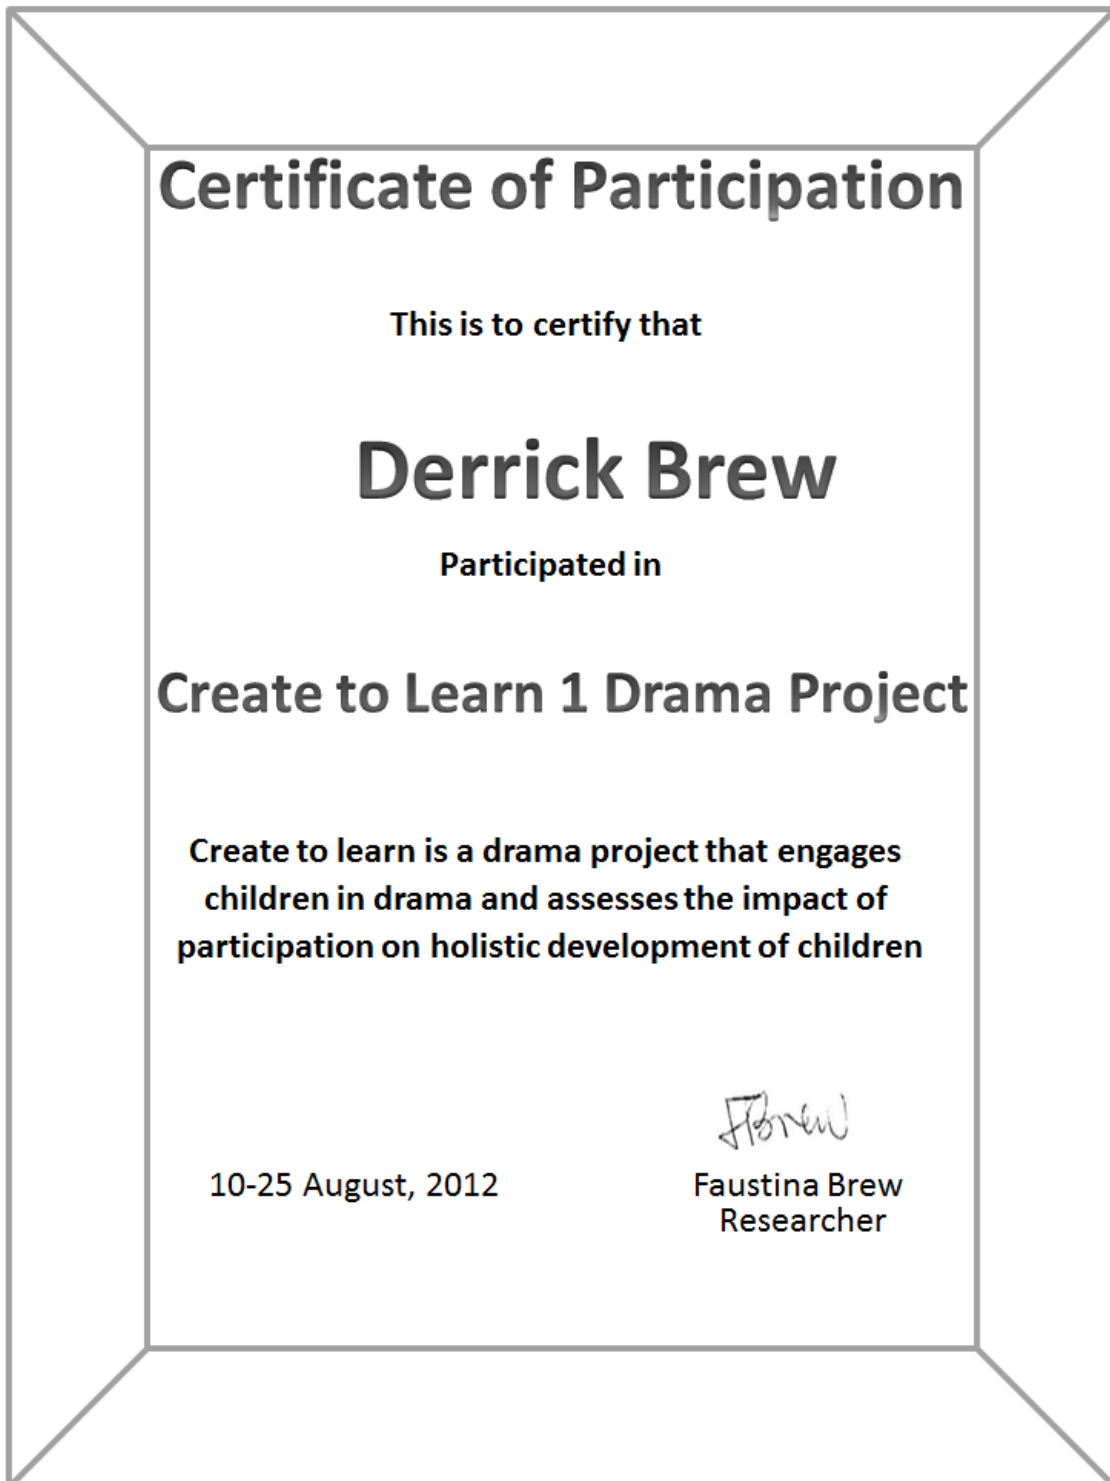 Certificate of Participation
This is to certify that
Derrick Brew
Participated in
Create to Learn 1 Drama Project
Create to learn is a drama project that engages
children in drama and assesses the impact of
participation on holistic development of children
FBrew
10-25 August, 2012
Faustina Brew
Researcher